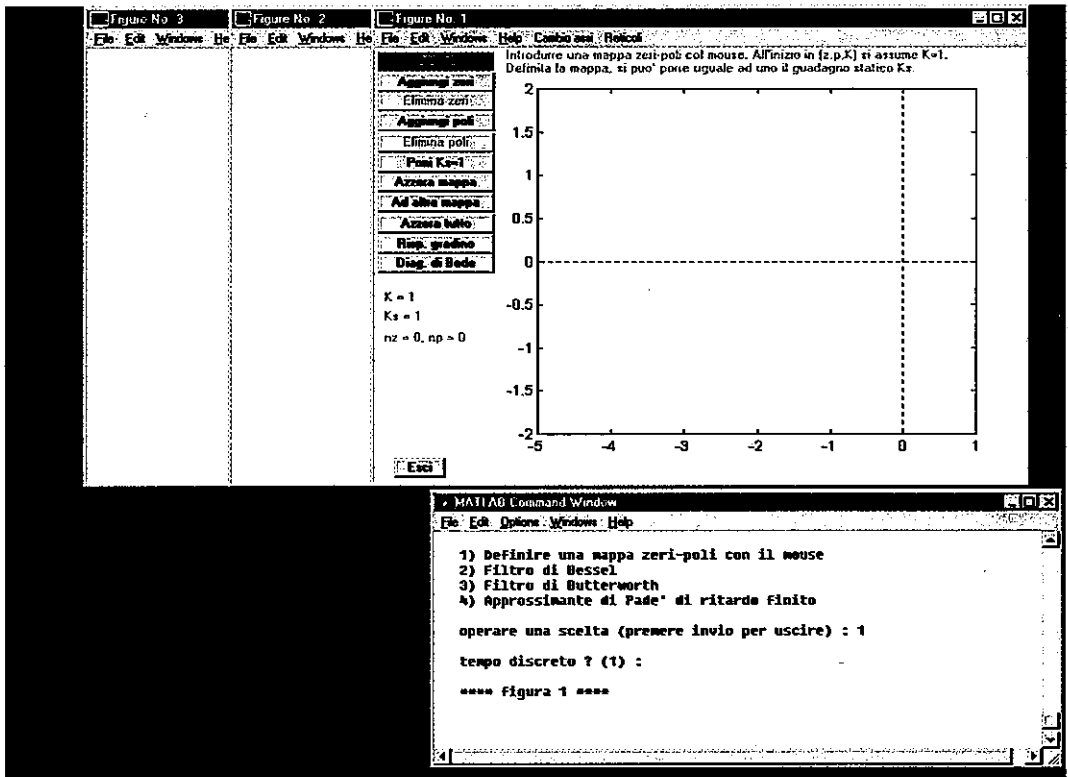 Figure No. 3
File Edit Windows He
Figure No. 2
File Edit Windows He
Figure No. 1
File Edit Windows Help Cambio assi Reticoli
Introdurre una mappa zeri-poli col mouse. All'inizio in {z,p,K} si assume K=1.
Definita la mappa, si puo' porre uguale ad uno il guadagno statico Ks.
Aggiungi zeri
Elimina zeri
Aggiungi poli
Elimina poli
Poni Ks=1
Azzera mappa
Ad altra mappa
Azzera tutto
Risp. gradino
Diag. di Bode
K = 1
Ks = 1
nz = 0, np = 0
Esci
2
1.5
1
0.5
0
-0.5
-1
-1.5
-2
-5 -4 -3 -2 -1 0 1
MATLAB Command Window
File Edit Options Windows Help
1) Definire una mappa zeri-poli con il mouse
2) Filtro di Bessel
3) Filtro di Butterworth
4) Approssimante di Pade' di ritardo finito
operare una scelta (premere invio per uscire) : 1
tempo discreto ? (1) :
**** figura 1 ****